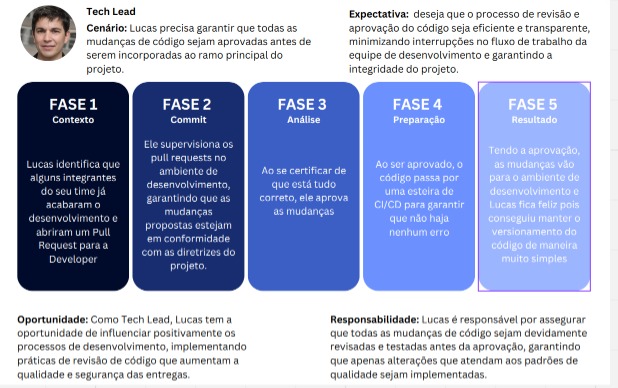 Tech Lead
Cenário: Lucas precisa garantir que todas as
mudanças de código sejam aprovadas antes de
serem incorporadas ao ramo principal do
projeto.
Expectativa: deseja que o processo de revisão e
aprovação do código seja eficiente e transparente,
minimizando interrupções no fluxo de trabalho da
equipe de desenvolvimento e garantindo a
integridade do projeto.
FASE 1
Contexto
Lucas identifica que
alguns integrantes
do seu time já
acabaram o
desenvolvimento e
abriram um Pull
Request para a
Developer
FASE 2
Commit
Ele supervisiona os
pull requests no
ambiente de
desenvolvimento,
garantindo que as
mudanças
propostas estejam
em conformidade
com as diretrizes do
projeto.
FASE 3
Análise
Ao se certificar de
que está tudo
correto, ele aprova
as mudanças
FASE 4
Preparação
Ao ser aprovado, o
código passa por
uma esteira de
CI/CD para garantir
que não haja
nenhum erro
FASE 5
Resultado
Tendo a aprovação,
as mudanças vão
para o ambiente de
desenvolvimento e
Lucas fica feliz pois
conseguiu manter o
versionamento do
código de maneira
muito simples
Oportunidade: Como Tech Lead, Lucas tem a
oportunidade de influenciar positivamente os
processos de desenvolvimento, implementando
práticas de revisão de código que aumentam a
qualidade e segurança das entregas.
Responsabilidade: Lucas é responsável por assegurar
que todas as mudanças de código sejam devidamente
revisadas e testadas antes da aprovação, garantindo
que apenas alterações que atendam aos padrões de
qualidade sejam implementadas.